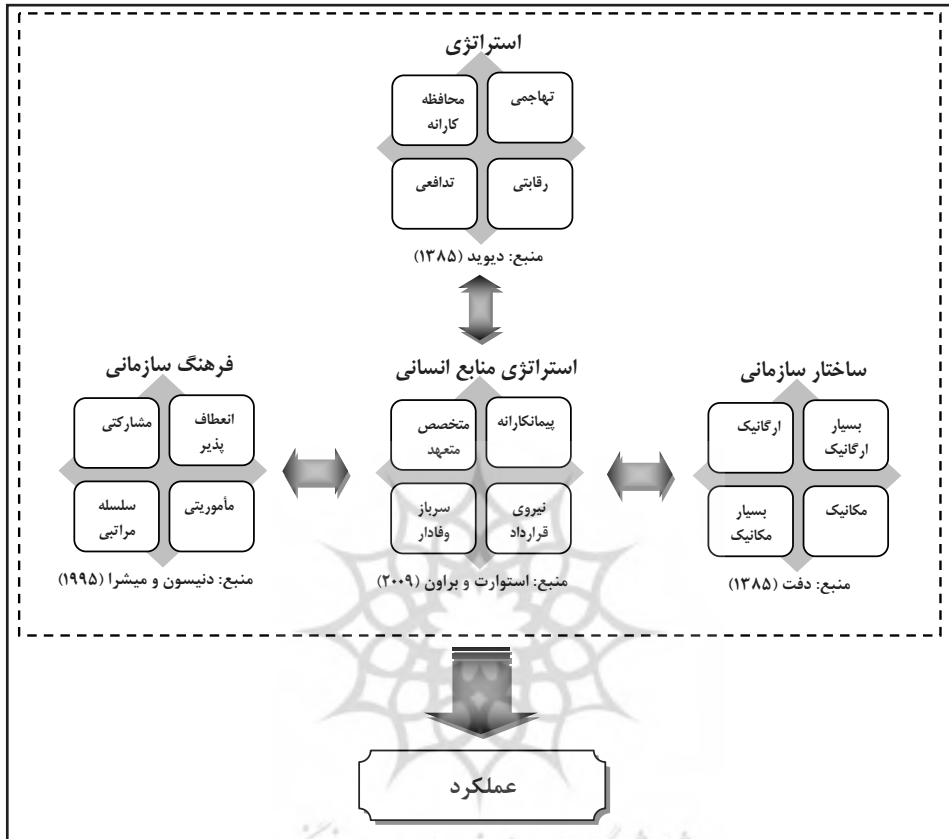 استراتژی
تهاجمی
محافظه
کارانه
رقابتی
تدافعی
منبع: دیوید (۱۳۸۵)
ساختار سازمانی
بسیار
ارگانیک
ارگانیک
مکانیک
بسیار
مکانیک
منبع: دفت (۱۳۸۵)
استراتژی منابع انسانی
پیمانکارانه
متخصص
متعهد
نیروی
قرارداد
سرباز
وفادار
منبع: استوارت و براون (۲۰۰۹)
فرهنگ سازمانی
انعطاف
پذیر
مشارکتی
مأموریتی
سلسله
مراتبی
منبع: دنیسون و میشرا (۱۹۹۵)
عملکرد